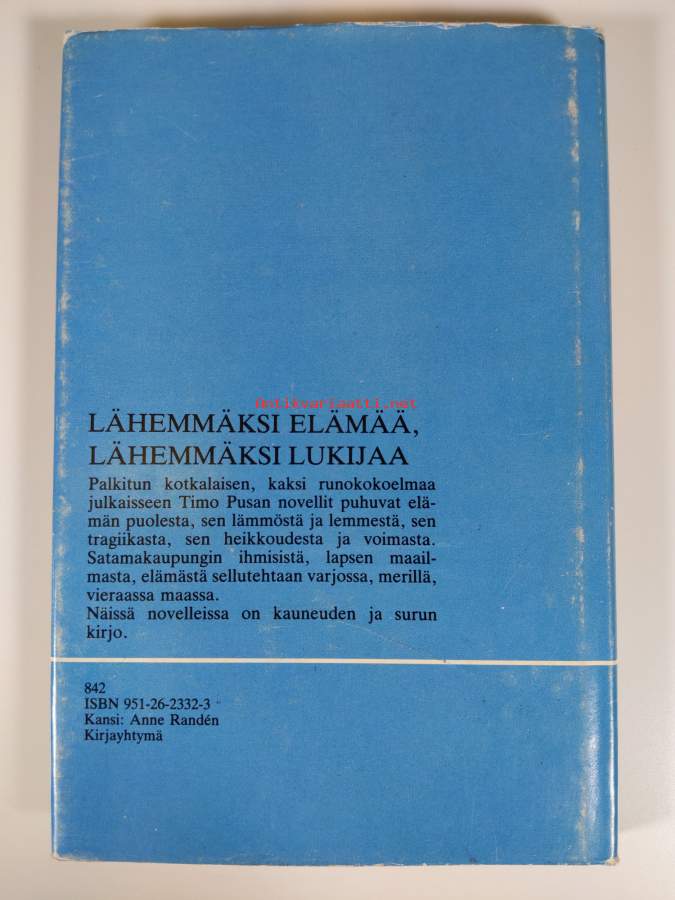 antikvariaatti.net
LÄHEMMÄKSI ELÄMÄÄ,
LÄHEMMÄKSI LUKIJAA
Palkitun kotkalaisen, kaksi runokokoelmaa
julkaisseen Timo Pusan novellit puhuvat elä-
män puolesta, sen lämmöstä ja lemmestä, sen
tragiikasta, sen heikkoudesta ja voimasta.
Satamakaupungin ihmisistä, lapsen maail-
masta, elämästä sellutehtaan varjossa, merillä,
vieraassa maassa.
Näissä novelleissa on kauneuden ja surun
kirjo.
842
ISBN 951-26-2332-3
Kansi: Anne Randén
Kirjayhtymä